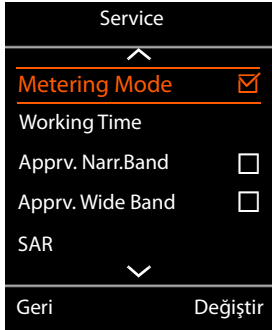 Service
Metering Mode
Working Time
Apprv. Narr.Band
Apprv. Wide Band
SAR
Geri Değiştir